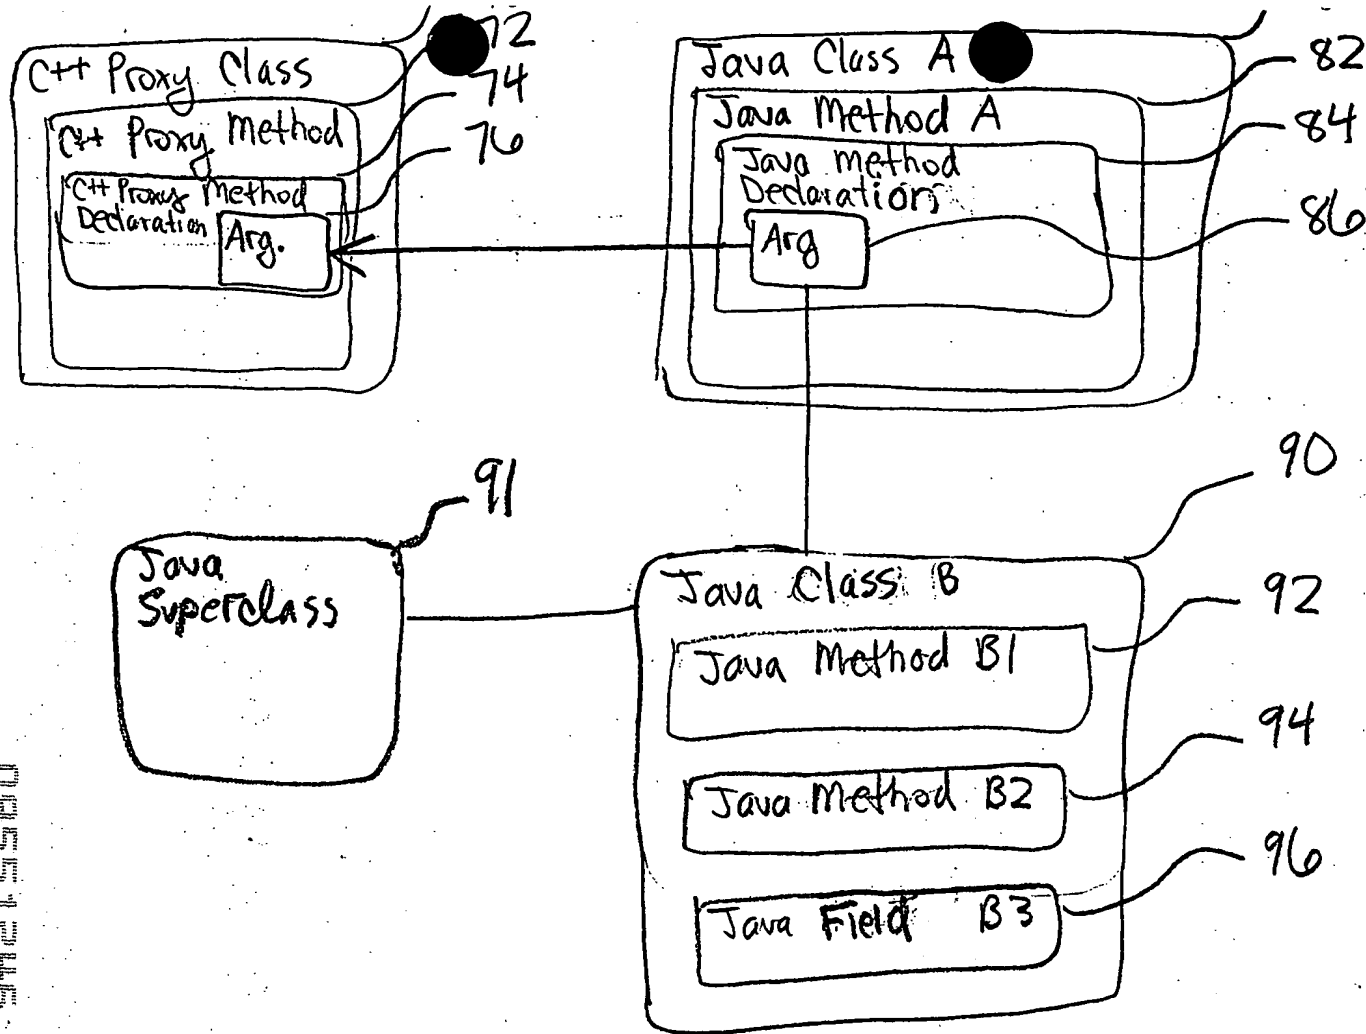 C++ Proxy Class
C++ Proxy Method
C++ Proxy Method
Declaration
Arg.
72
74
76
Java Class A
Java Method A
Java method
Declaration
Arg
82
84
86
91
Java
Superclass
90
Java Class B
92
Java Method B1
94
Java Method B2
96
Java Field B3